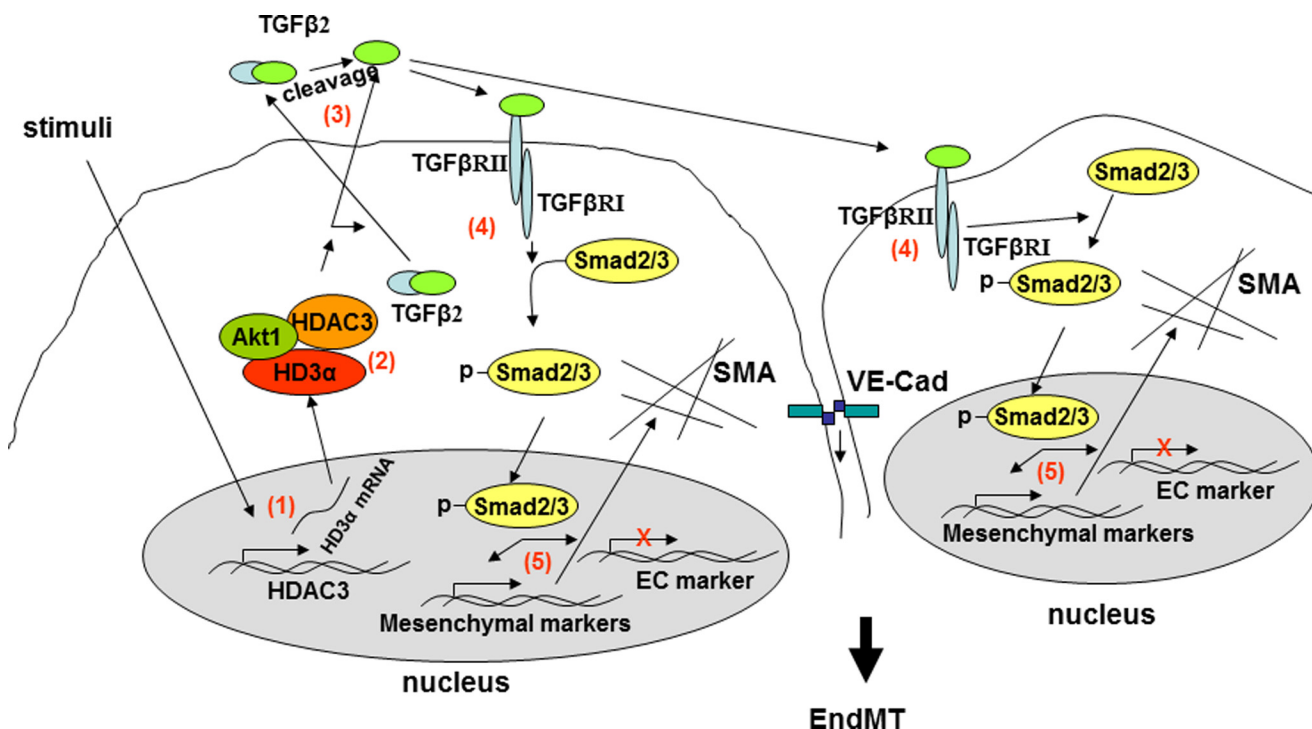 TGFβ2
cleavage
(3)
stimuli
TGFβRII
TGFβRI
(4)
Smad2/3
TGFβ2
HDAC3
Akt1
HD3α
(2)
p
Smad2/3
SMA
(1)
HD3α mRNA
HDAC3
p
Smad2/3
(5)
X
EC marker
Mesenchymal markers
nucleus
VE-Cad
EndMT
Smad2/3
TGFβRII
(4)
TGFβRI
p
Smad2/3
SMA
p
Smad2/3
(5)
X
EC marker
Mesenchymal markers
nucleus